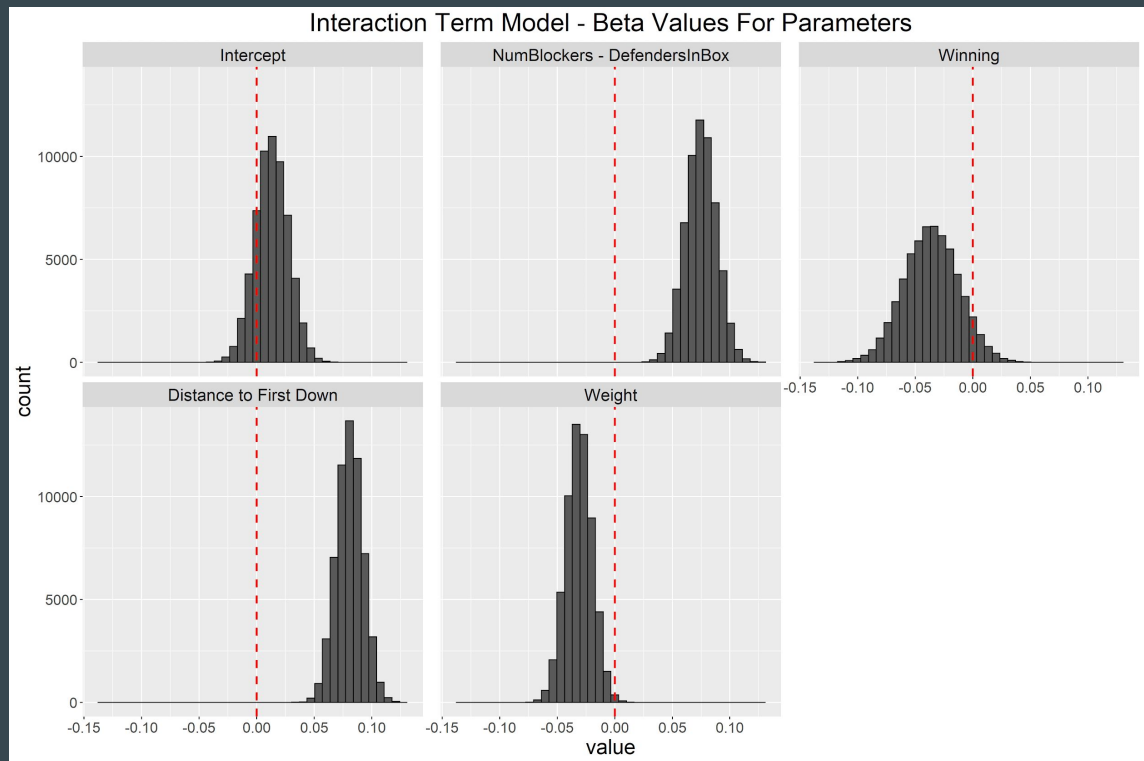 Interaction Term Model - Beta Values For Parameters
Intercept
NumBlockers - DefendersInBox
Winning
10000
5000
0
-0.15 -0.10 -0.05 0.00 0.05 0.10
count
Distance to First Down
Weight
10000
5000
0
-0.15 -0.10 -0.05 0.00 0.05 0.10
-0.15 -0.10 -0.05 0.00 0.05 0.10
value